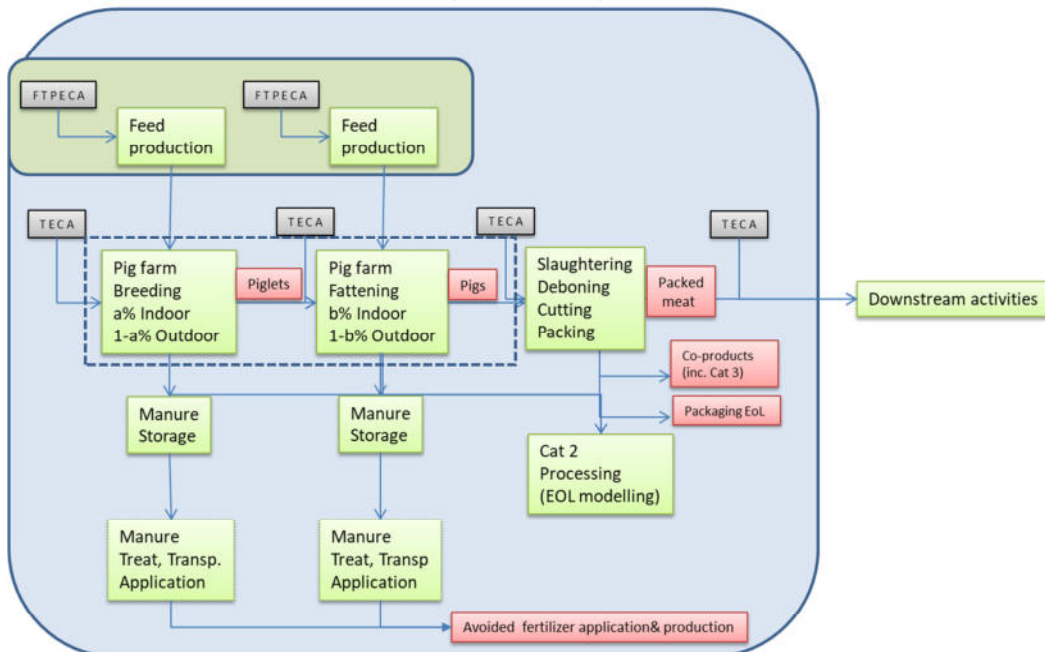 FTPECA
FTPECA
Feed
production
Feed
production
TECA
TECA
TECA
TECA
Pig farm
Breeding
a% Indoor
1-a% Outdoor
Piglets
Pig farm
Fattening
b% Indoor
1-b% Outdoor
Pigs
Slaughtering
Deboning
Cutting
Packing
Packed
meat
Downstream activities
Co-products
(inc. Cat 3)
Packaging EoL
Manure
Storage
Manure
Storage
Cat 2
Processing
(EOL modelling)
Manure
Treat, Transp.
Application
Manure
Treat, Transp
Application
Avoided fertilizer application& production